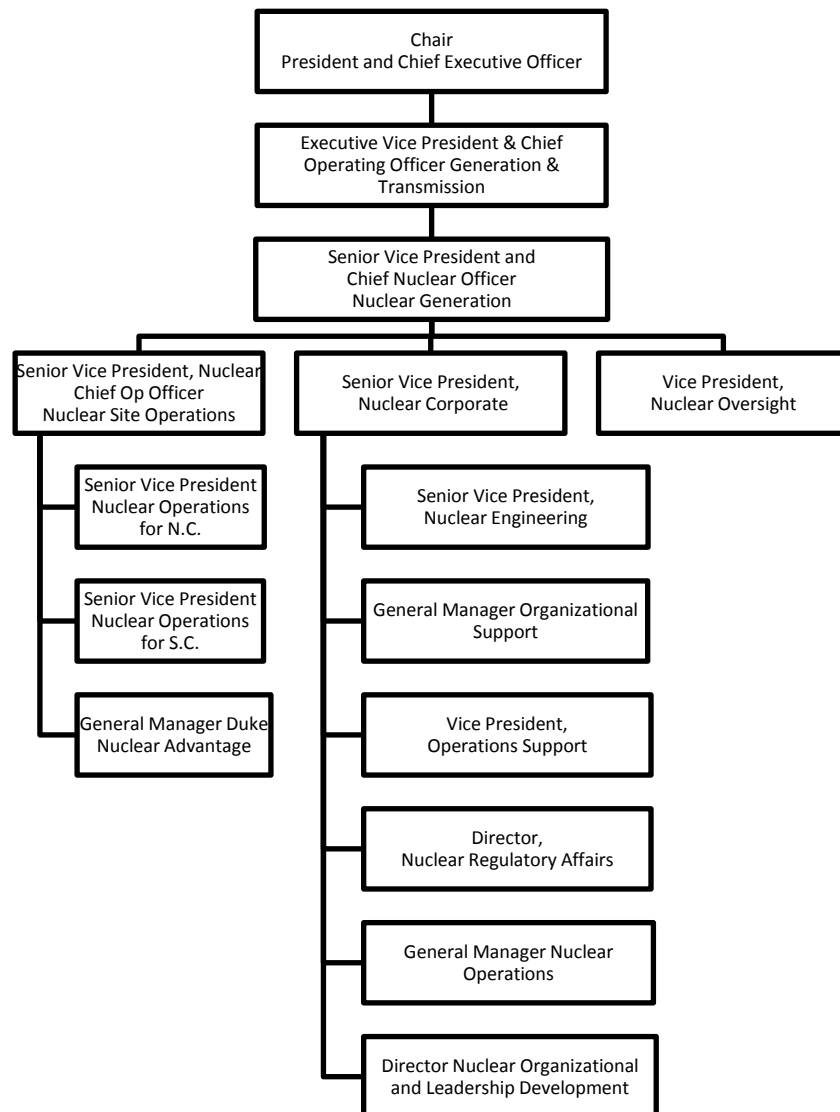 Chair
President and Chief Executive Officer
Executive Vice President & Chief
Operating Officer Generation &
Transmission
Senior Vice President and
Chief Nuclear Officer
Nuclear Generation
Senior Vice President, Nuclear
Chief Op Officer
Nuclear Site Operations
Senior Vice President,
Nuclear Corporate
Vice President,
Nuclear Oversight
Senior Vice President
Nuclear Operations
for N.C.
Senior Vice President
Nuclear Operations
for S.C.
General Manager Duke
Nuclear Advantage
Senior Vice President,
Nuclear Engineering
General Manager Organizational
Support
Vice President,
Operations Support
Director,
Nuclear Regulatory Affairs
General Manager Nuclear
Operations
Director Nuclear Organizational
and Leadership Development